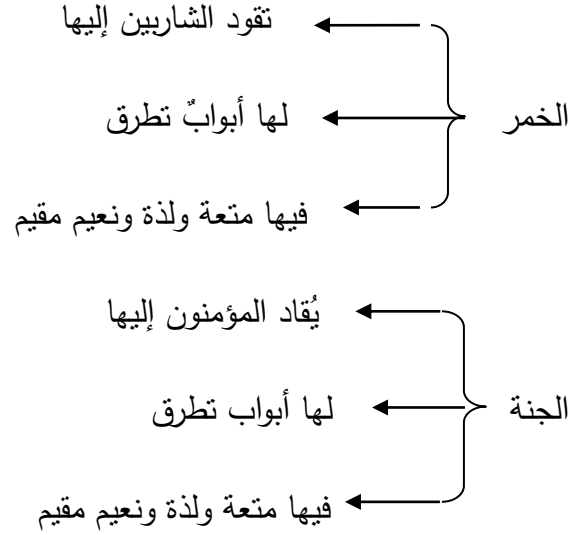 تقود الشاربين إليها
الخمر
لها أبوابٌ تطرق
فيها متعة ولذة ونعيم مقيم
يُقاد المؤمنون إليها
الجنة
لها أبواب تطرق
فيها متعة ولذة ونعيم مقيم